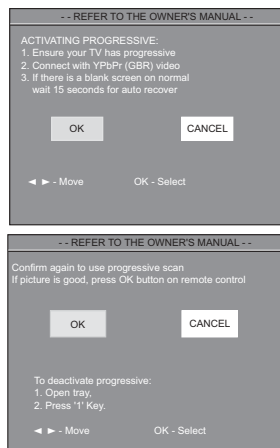 - - REFER TO THE OWNER'S MANUAL - -
ACTIVATING PROGRESSIVE:
1. Ensure your TV has progressive
2. Connect with YPbPr (GBR) video
3. If there is a blank screen on normal
wait 15 seconds for auto recover
OK CANCEL
◄ ► - Move OK - Select
- - REFER TO THE OWNER'S MANUAL - -
Confirm again to use progressive scan
If picture is good, press OK button on remote control
OK CANCEL
To deactivate progressive:
1. Open tray,
2. Press '1' Key.
◄ ► - Move OK - Select